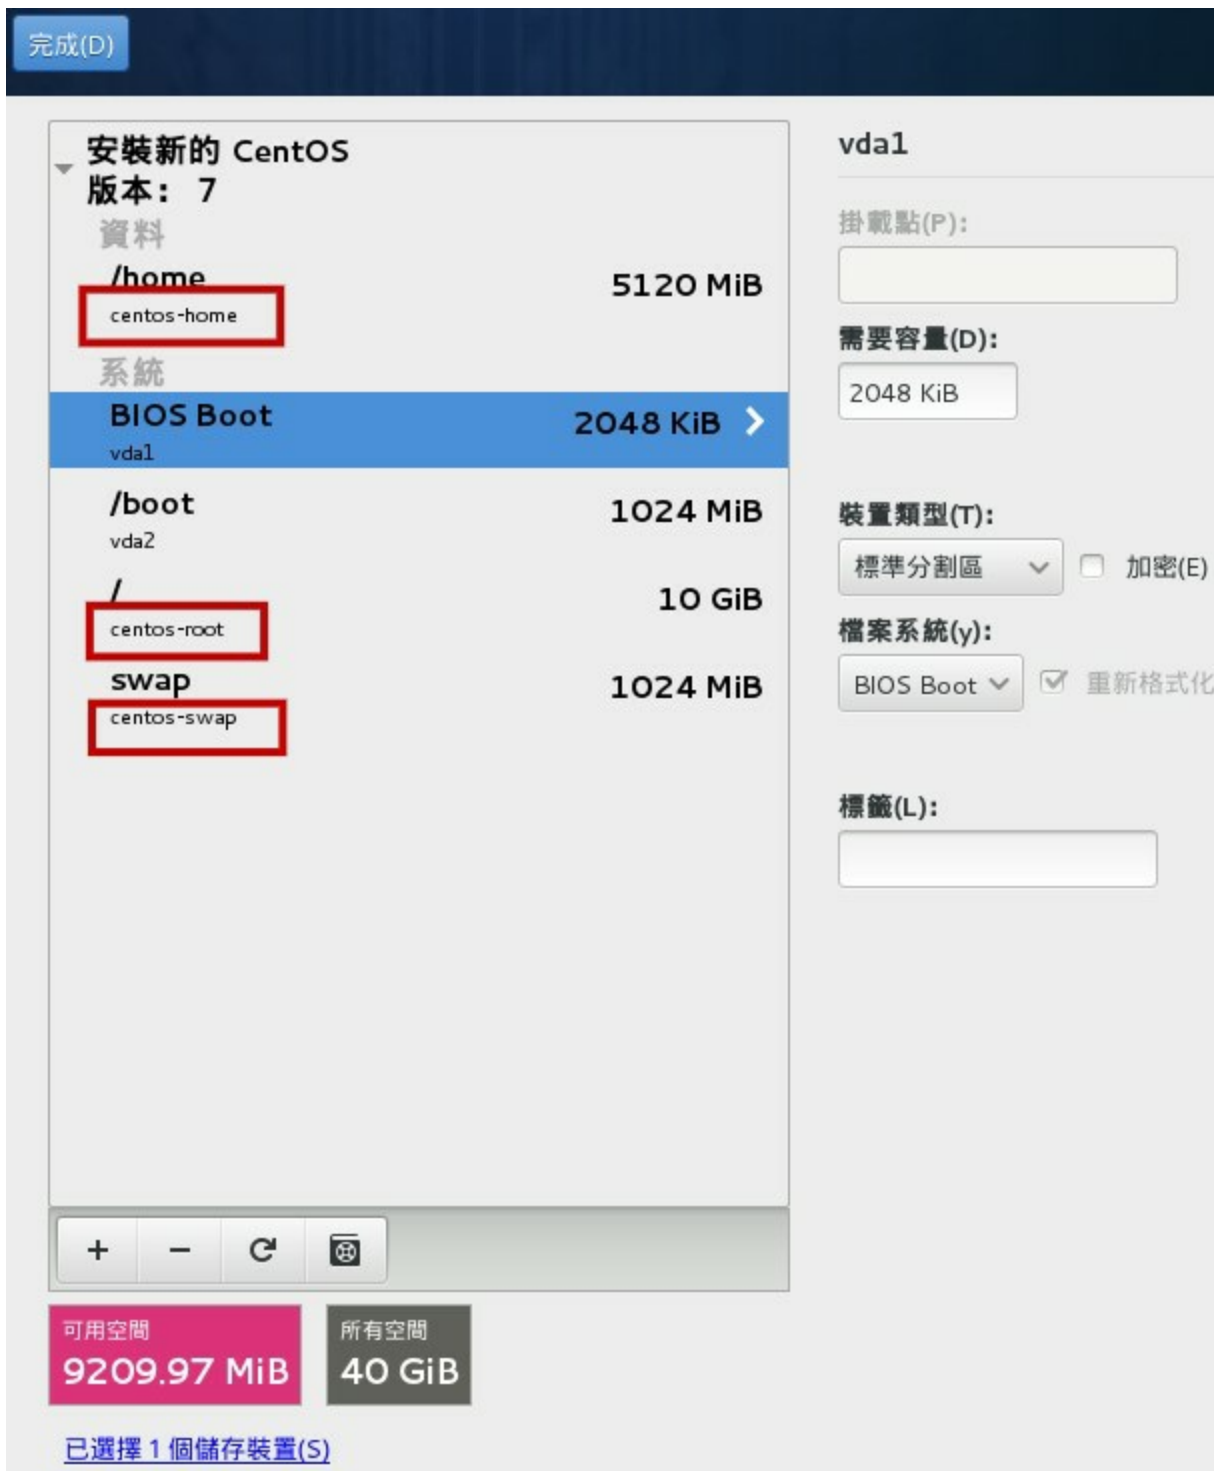 完成(D)
安裝新的 CentOS
版本： 7
資料
/home
5120 MiB
centos-home
系統
BIOS Boot
2048 KiB
vda1
/boot
1024 MiB
vda2
/
10 GiB
centos-root
swap
1024 MiB
centos-swap
可用空間
9209.97 MiB
所有空間
40 GiB
已選擇 1 個儲存裝置(S)
vda1
掛載點(P):
需要容量(D):
2048 KiB
裝置類型(T):
標準分割區
加密(E)
檔案系統(y):
BIOS Boot
重新格式化
標籤(L):